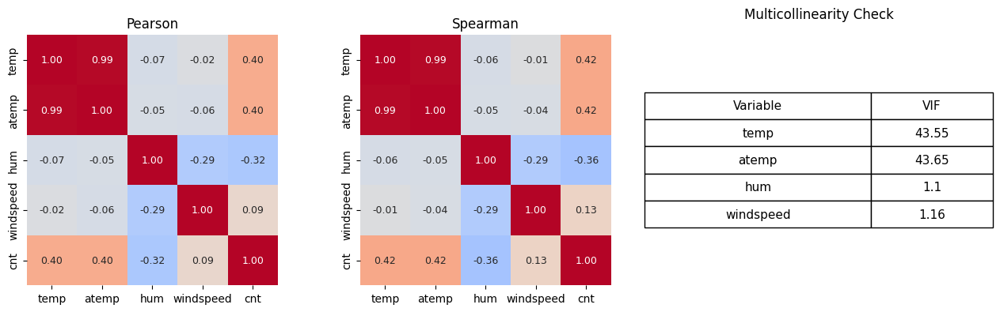 Pearson
temp 1.00 0.99 -0.07 -0.02 0.40
atemp 0.99 1.00 -0.05 -0.06 0.40
hum -0.07 -0.05 1.00 -0.29 -0.32
windspeed -0.02 -0.06 -0.29 1.00 0.09
cnt 0.40 0.40 -0.32 0.09 1.00
temp atemp hum windspeed cnt
Spearman
temp 1.00 0.99 -0.06 -0.01 0.42
atemp 0.99 1.00 -0.05 -0.04 0.42
hum -0.06 -0.05 1.00 -0.29 -0.36
windspeed -0.01 -0.04 -0.29 1.00 0.13
cnt 0.42 0.42 -0.36 0.13 1.00
temp atemp hum windspeed cnt
Multicollinearity Check
Variable VIF
temp 43.55
atemp 43.65
hum 1.1
windspeed 1.16